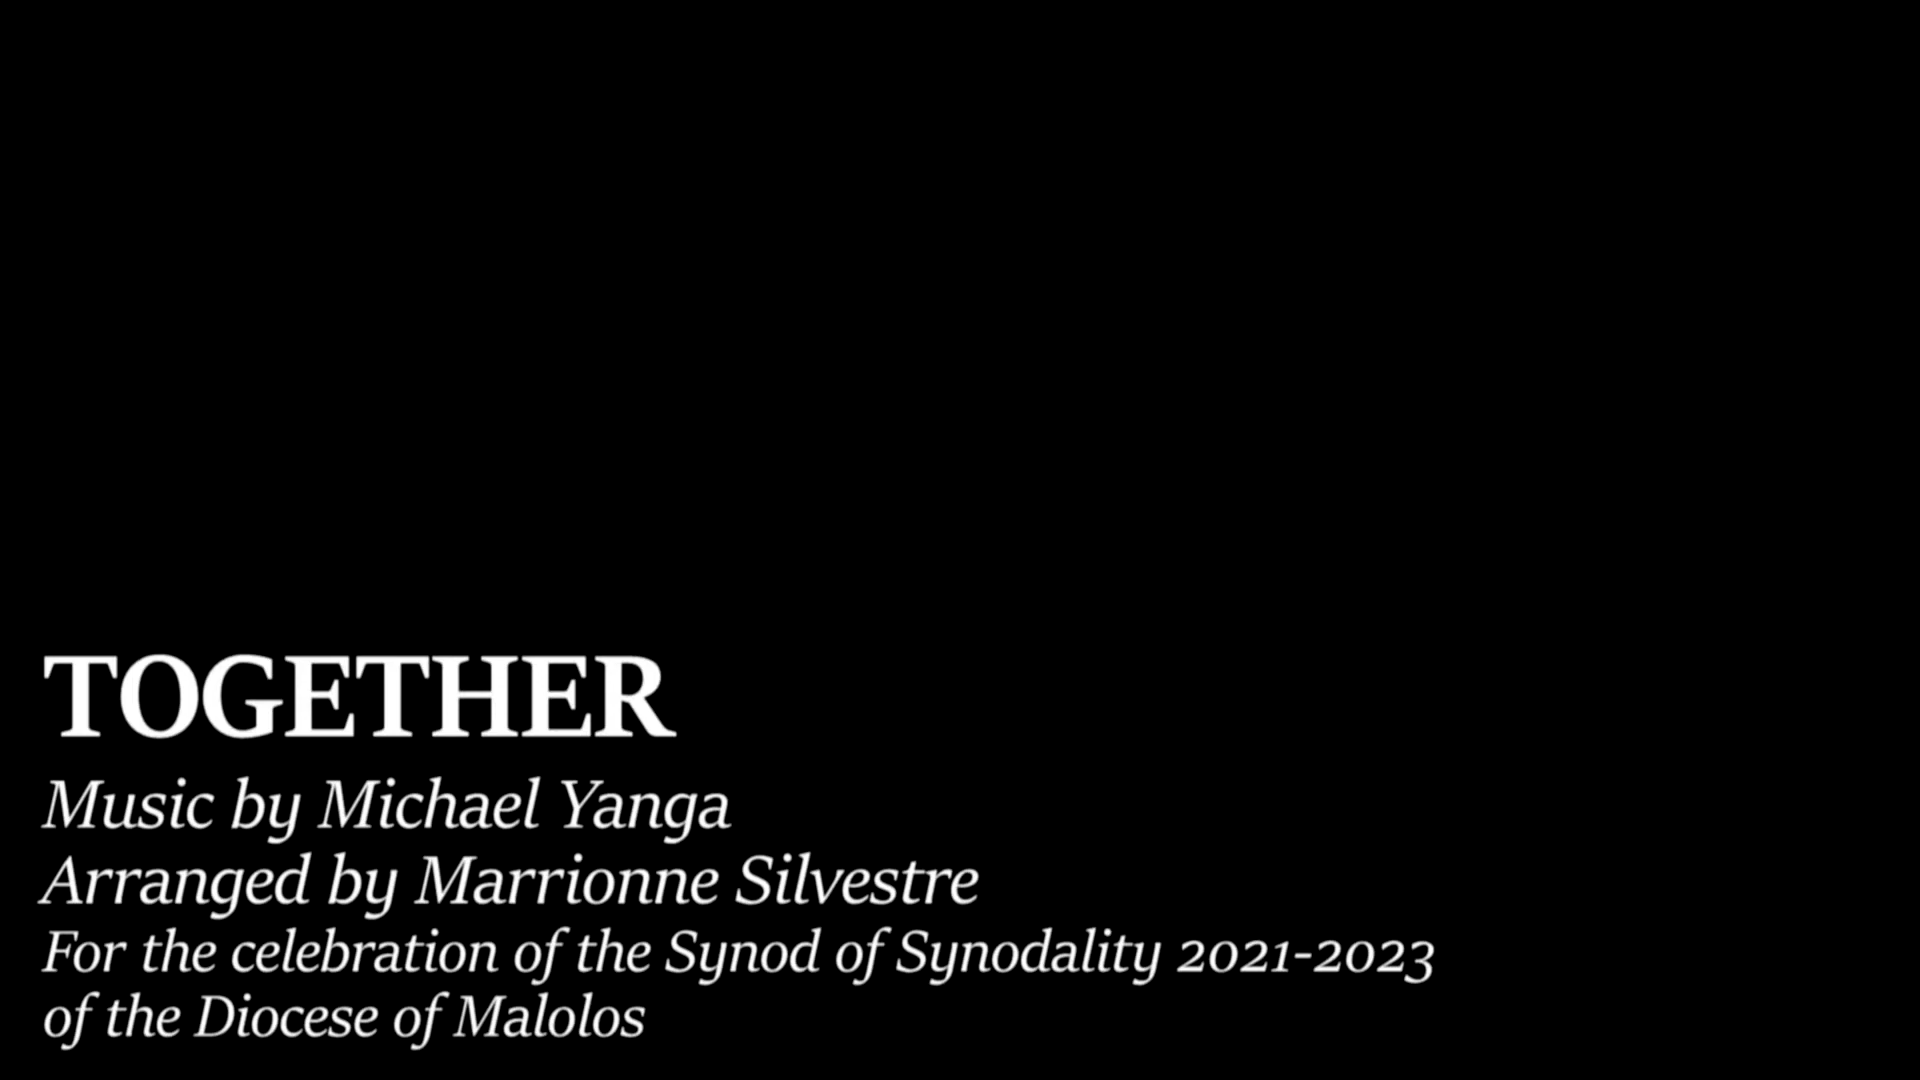 TOGETHER
Music by Michael Yanga
Arranged by Marrionne Silvestre
For the celebration of the Synod of Synodality 2021-2023
of the Diocese of Malolos